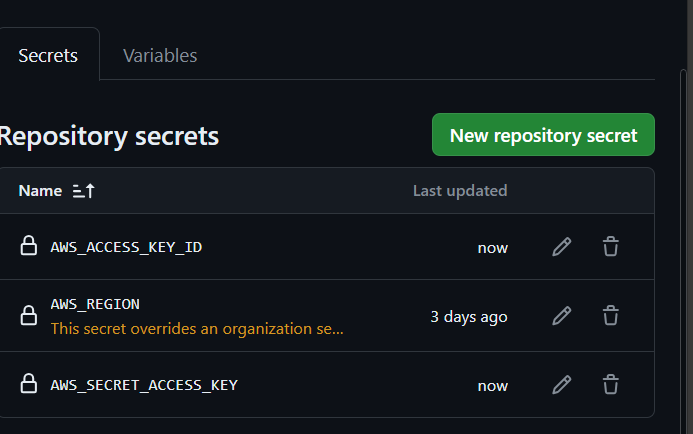 Secrets
Variables
Repository secrets
New repository secret
Name
Last updated
AWS_ACCESS_KEY_ID
now
AWS_REGION
This secret overrides an organization se...
3 days ago
AWS_SECRET_ACCESS_KEY
now